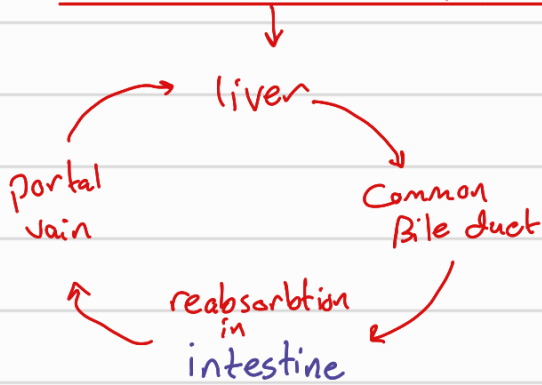 liver
Common
Bile duct
reabsorbtion
in
intestine
portal
vain